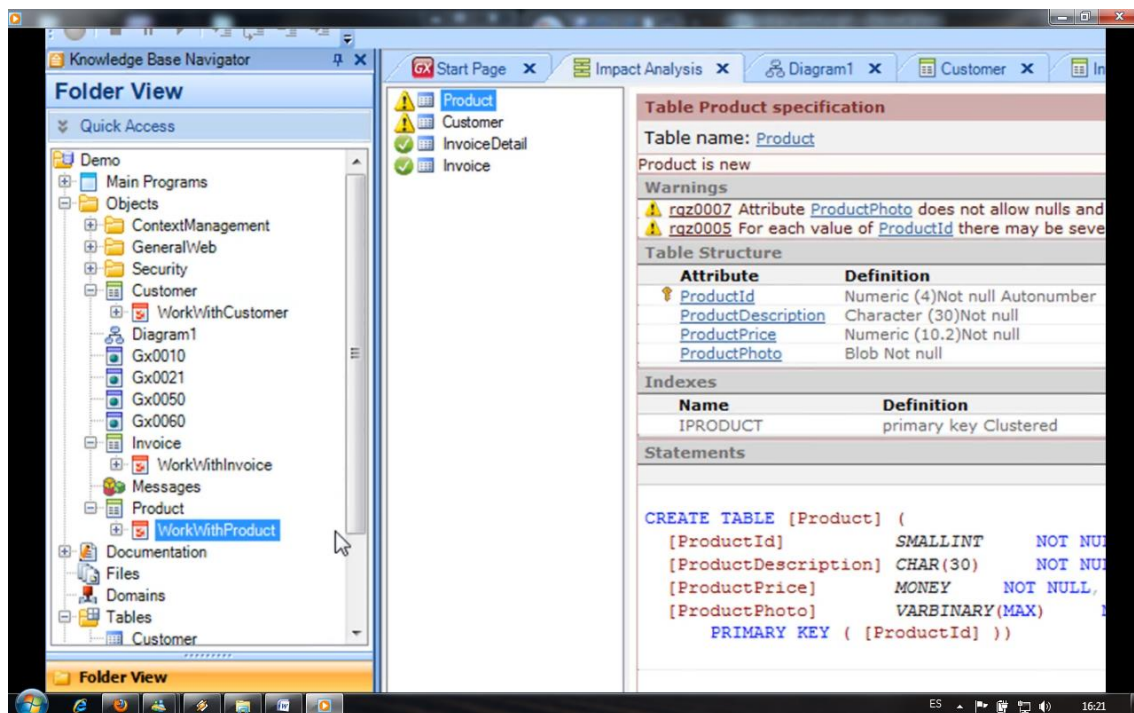 Knowledge Base Navigator
Folder View
Quick Access
Demo
Main Programs
Objects
ContextManagement
GeneralWeb
Security
Customer
WorkWithCustomer
Diagram1
Gx0010
Gx0021
Gx0050
Gx0060
Invoice
WorkWithInvoice
Messages
Product
WorkWithProduct
Documentation
Files
Domains
Tables
Customer
Folder View
GX Start Page
Impact Analysis
Diagram1
Customer
In
Product
Customer
InvoiceDetail
Invoice
Table Product specification
Table name: Product
Product is new
Warnings
rgz0007 Attribute ProductPhoto does not allow nulls and
rgz0005 For each value of ProductId there may be seve
Table Structure
Attribute Definition
ProductId Numeric (4)Not null Autonumber
ProductDescription Character (30)Not null
ProductPrice Numeric (10.2)Not null
ProductPhoto Blob Not null
Indexes
Name Definition
IPRODUCT primary key Clustered
Statements
CREATE TABLE [Product] (
[ProductId] SMALLINT NOT NU
[ProductDescription] CHAR(30) NOT NU
[ProductPrice] MONEY NOT NULL,
[ProductPhoto] VARBINARY(MAX)
PRIMARY KEY ( [ProductId] ))
ES 16:21